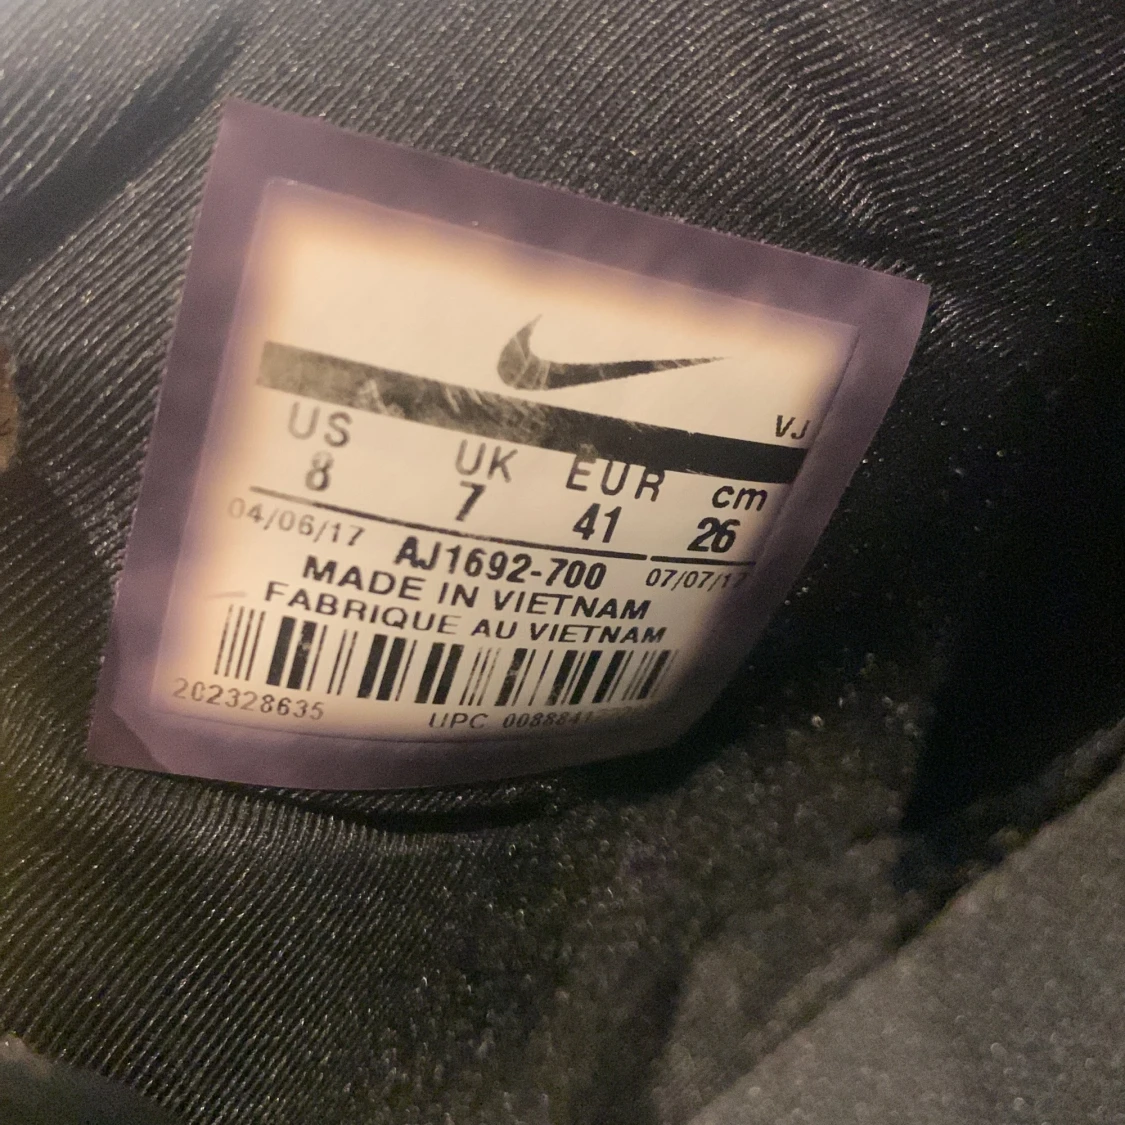 VJ
US UK EUR cm
8 7 41 26
04/06/17 AJ1692-700 07/07/17
MADE IN VIETNAM
FABRIQUE AU VIETNAM
202328635 UPC